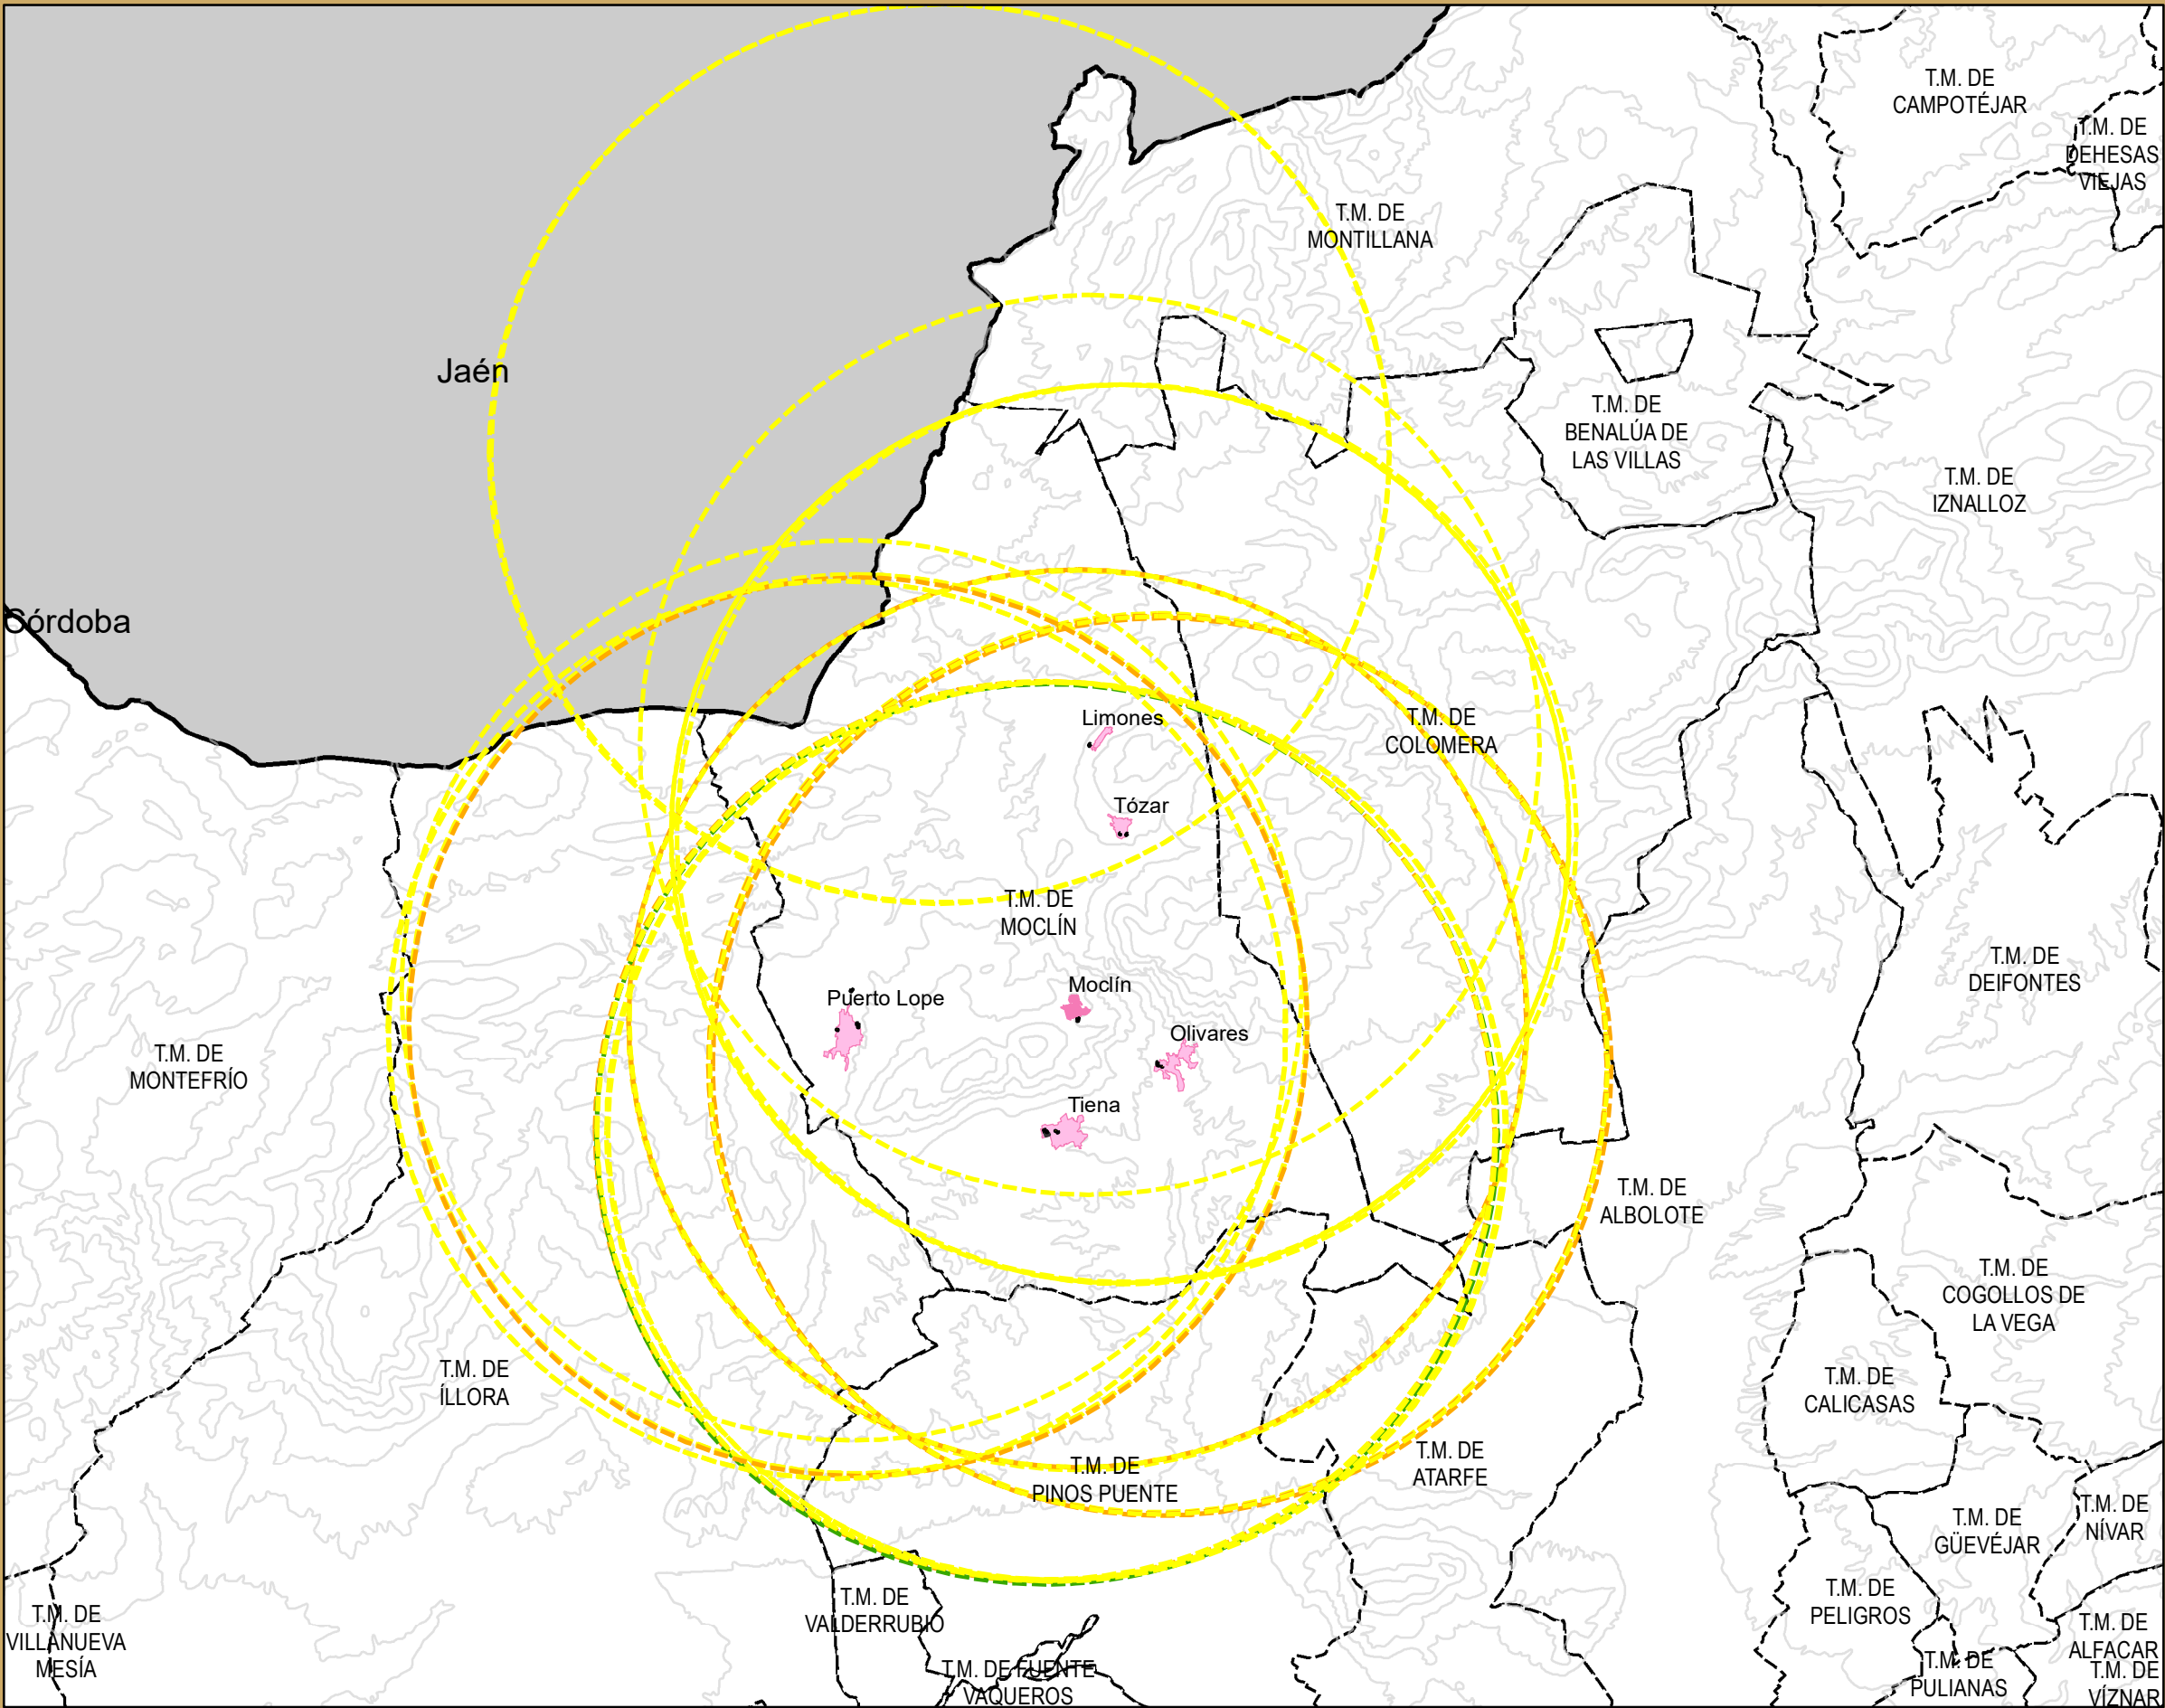 T.M. DE
CAMPOTÉJAR
T.M. DE
DEHESAS
VIEJAS
T.M. DE
MONTILLANA
Jaén
T.M. DE
BENALÚA DE
LAS VILLAS
T.M. DE
IZNALLOZ
Córdoba
Limones
T.M. DE
COLOMERA
Tózar
T.M. DE
MOCLÍN
T.M. DE
DEIFONTES
Puerto Lope
Moclín
Olivares
T.M. DE
MONTEFRÍO
Tiena
T.M. DE
ALBOLOTE
T.M. DE
COGOLLOS DE
LA VEGA
T.M. DE
ÍLLORA
T.M. DE
CALICASAS
T.M. DE
PINOS PUENTE
T.M. DE
ATARFE
T.M. DE
NÍVAR
T.M. DE
GÜEVÉJAR
T.M. DE
VALDERRUBIO
T.M. DE
PELIGROS
T.M. DE
VILLANUEVA
MESÍA
T.M. DE
ALFACAR
T.M. DE FUENTE
VAQUEROS
T.M. DE
PULIANAS
T.M. DE
VÍZNAR